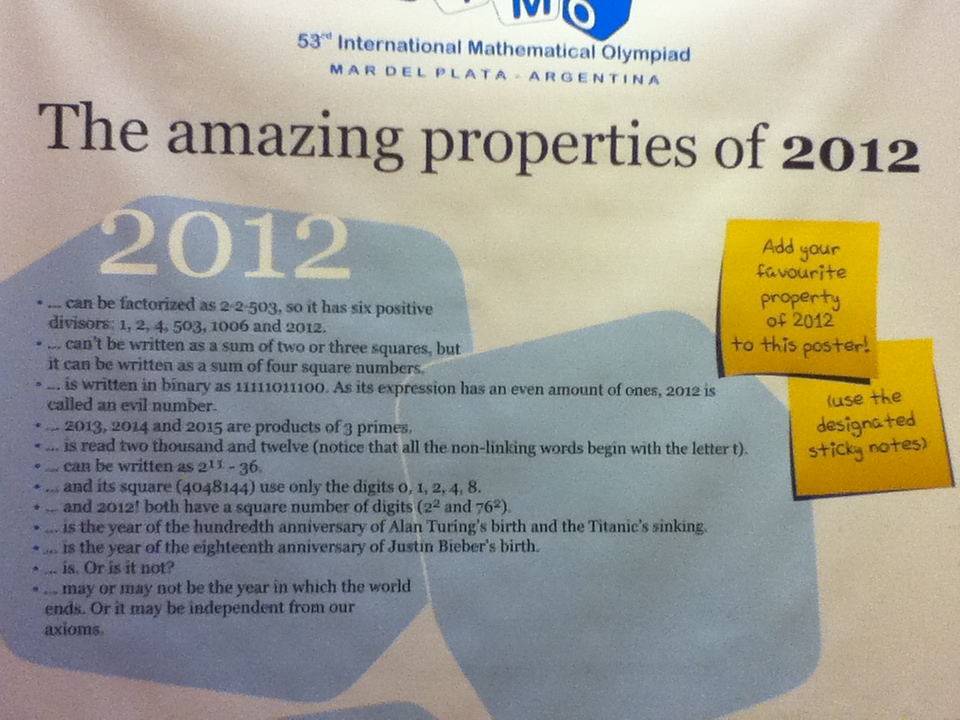 53rd International Mathematical Olympiad
MAR DEL PLATA - ARGENTINA
The amazing properties of 2012
2012
• ... can be factorized as 2·2·503, so it has six positive
divisors: 1, 2, 4, 503, 1006 and 2012.
• ... can't be written as a sum of two or three squares, but
it can be written as a sum of four square numbers.
• ... is written in binary as 11111011100. As its expression has an even amount of ones, 2012 is
called an evil number.
• ... 2013, 2014 and 2015 are products of 3 primes.
• ... is read two thousand and twelve (notice that all the non-linking words begin with the letter t).
• ... can be written as 2¹¹ - 36.
• ... and its square (4048144) use only the digits 0, 1, 2, 4, 8.
• ... and 2012! both have a square number of digits (2² and 76²).
• ... is the year of the hundredth anniversary of Alan Turing's birth and the Titanic's sinking.
• ... is the year of the eighteenth anniversary of Justin Bieber's birth.
• ... is. Or is it not?
• ... may or may not be the year in which the world
ends. Or it may be independent from our
axioms.
Add your
favourite
property
of 2012
to this poster!
(use the
designated
sticky notes)